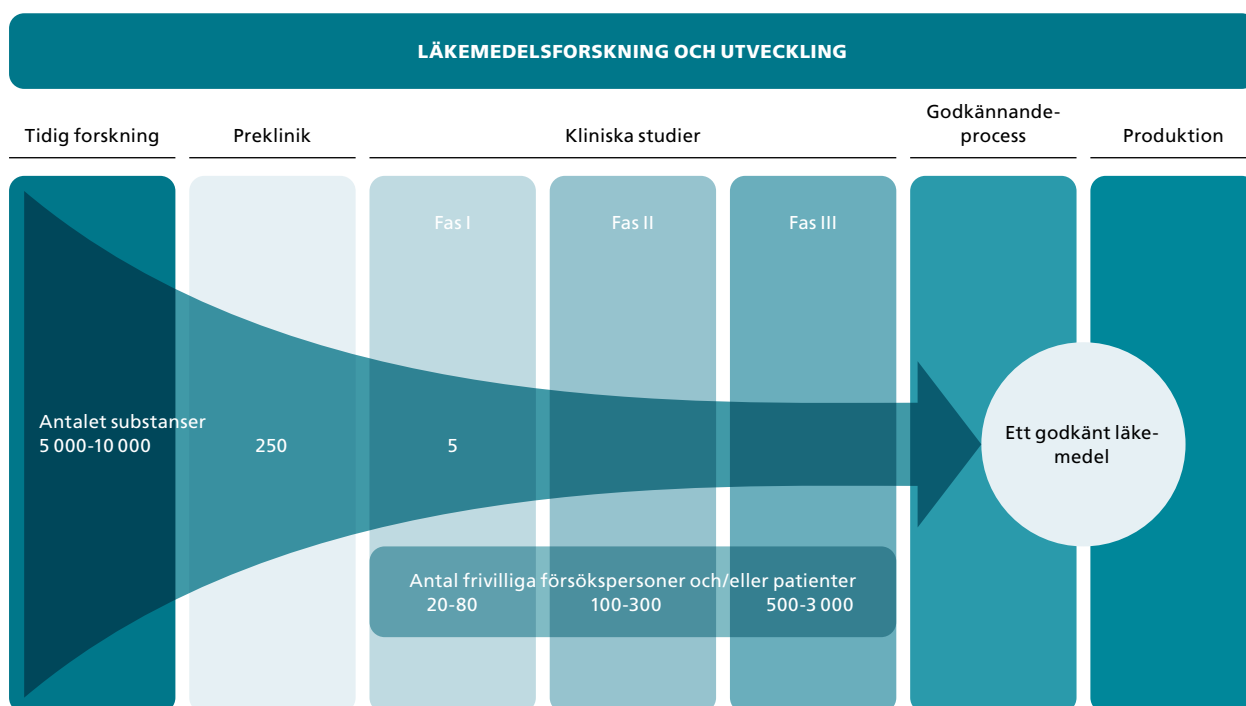 LÄKEMEDELSFORSKNING OCH UTVECKLING
Tidig forskning
Preklinik
Kliniska studier
Godkännande-
process
Produktion
Fas I
Fas II
Fas III
Antalet substanser
5 000-10 000
250
5
Ett godkänt läke-
medel
Antal frivilliga försökspersoner och/eller patienter
20-80
100-300
500-3 000